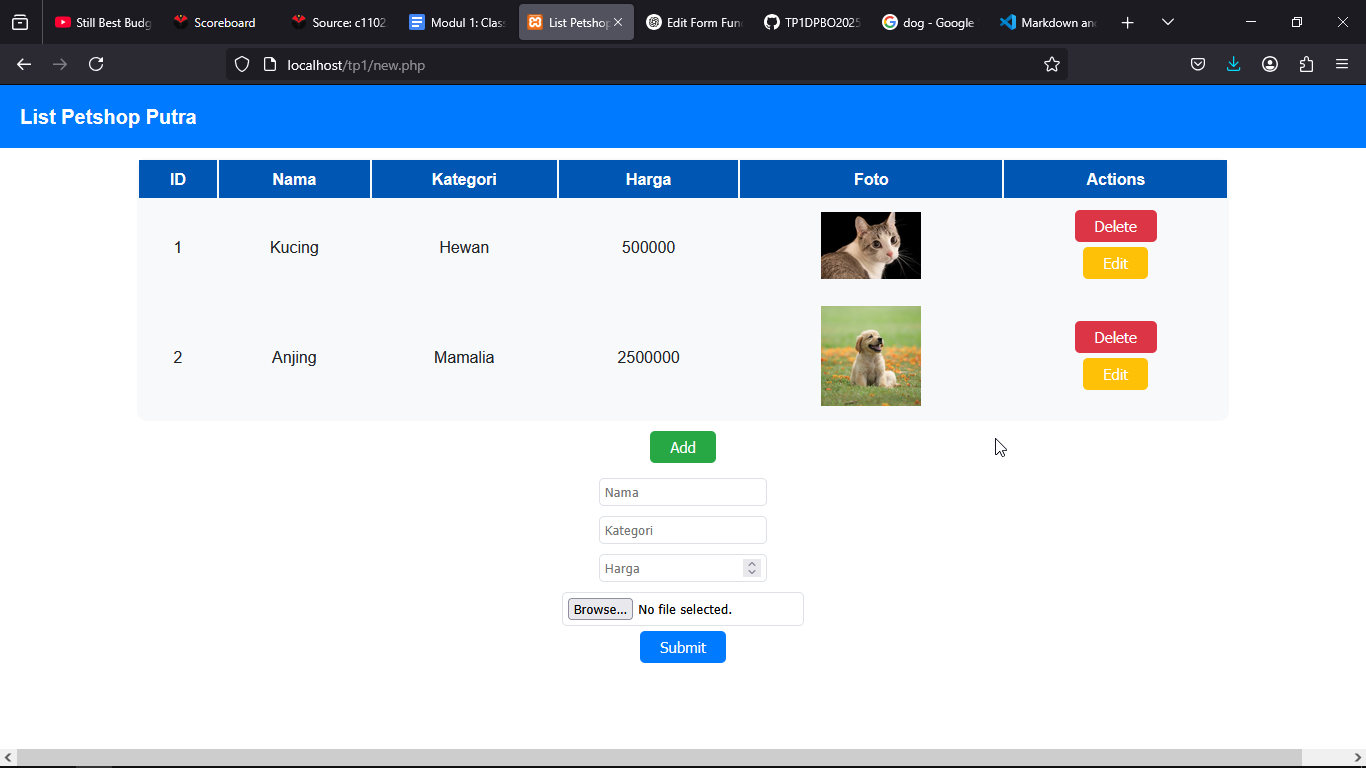 Still Best Budg
Scoreboard
Source: c1102
Modul 1: Clas
List Petshop
Edit Form Fun
TP1DPBO2025
dog - Google
Markdown an
localhost/tp1/new.php
List Petshop Putra
ID Nama Kategori Harga Foto Actions
1 Kucing Hewan 500000 Delete
Edit
2 Anjing Mamalia 2500000 Delete
Edit
Add
Nama
Kategori
Harga
Browse... No file selected.
Submit